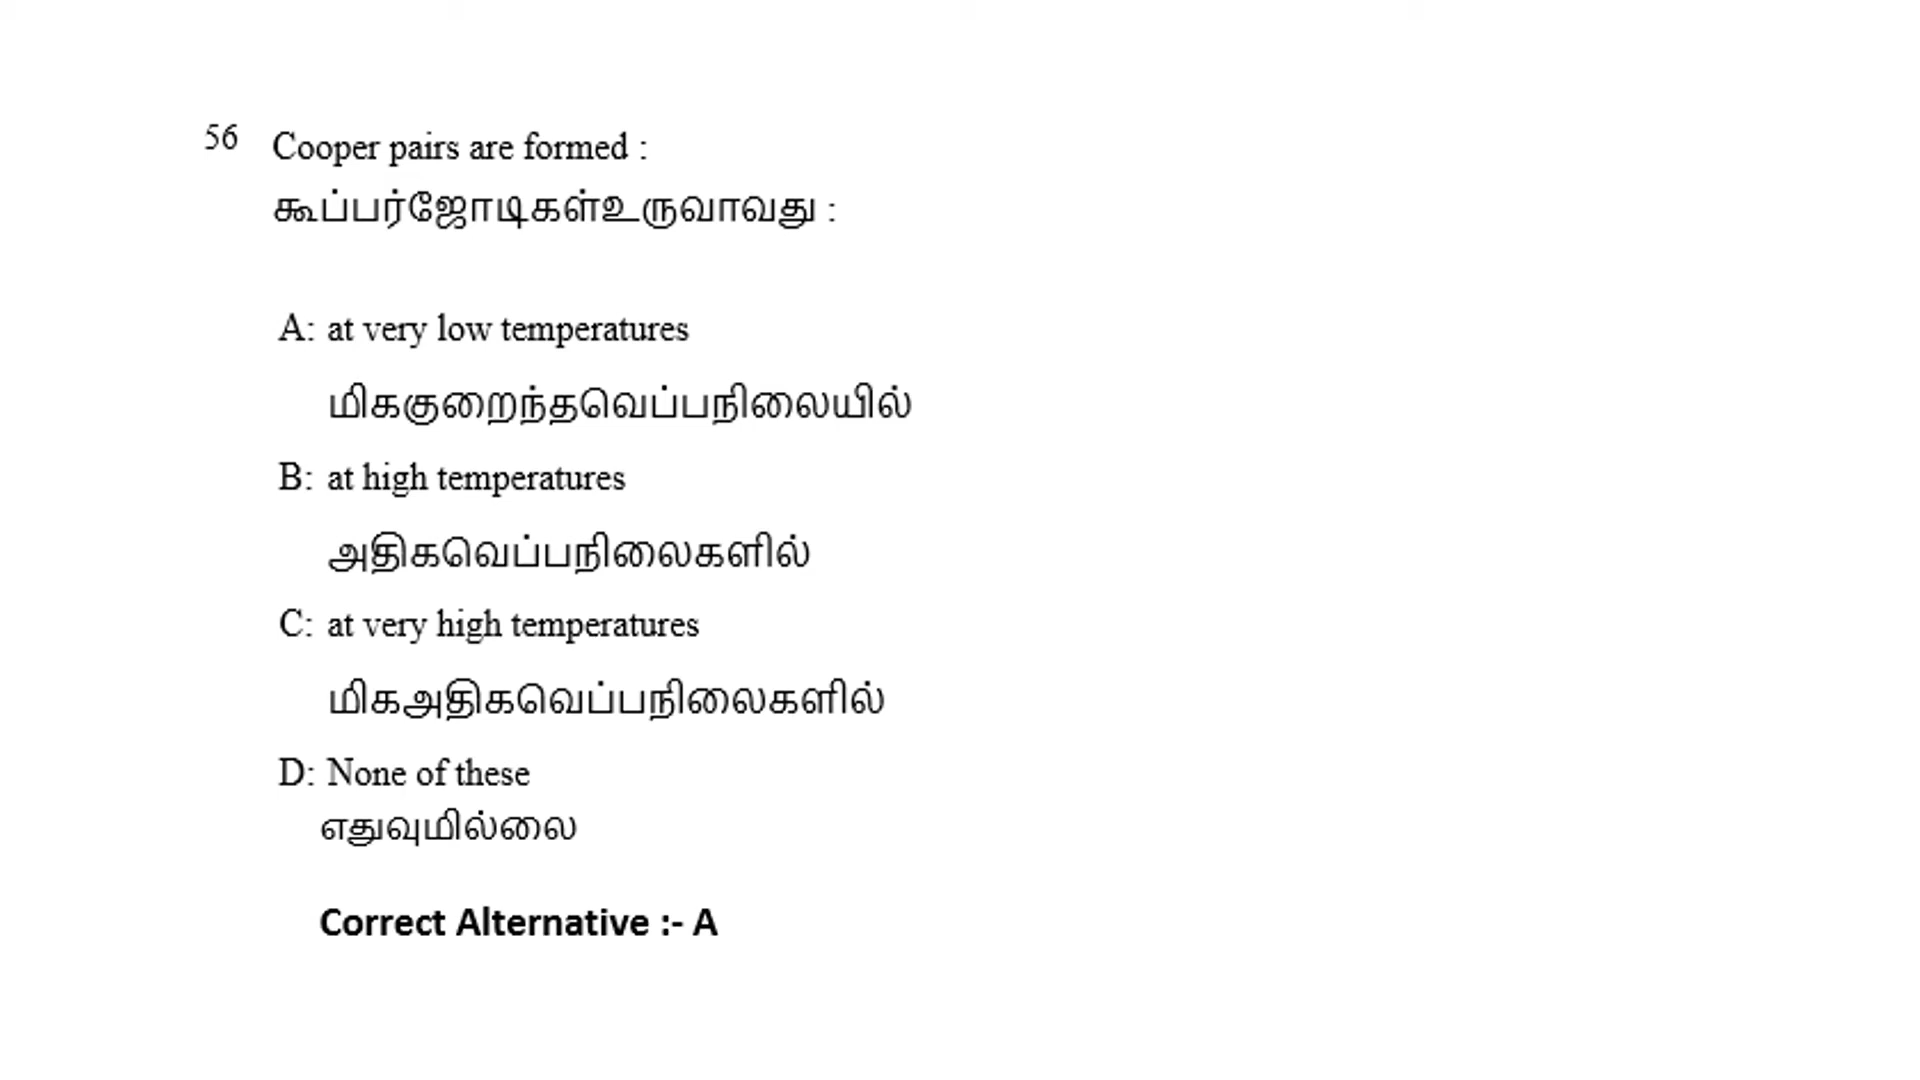 56 Cooper pairs are formed :
கூப்பர்ஜோடிகள்உருவாவது :
A: at very low temperatures
மிககுறைந்தவெப்பநிலையில்
B: at high temperatures
அதிகவெப்பநிலைகளில்
C: at very high temperatures
மிகஅதிகவெப்பநிலைகளில்
D: None of these
எதுவுமில்லை
Correct Alternative :- A